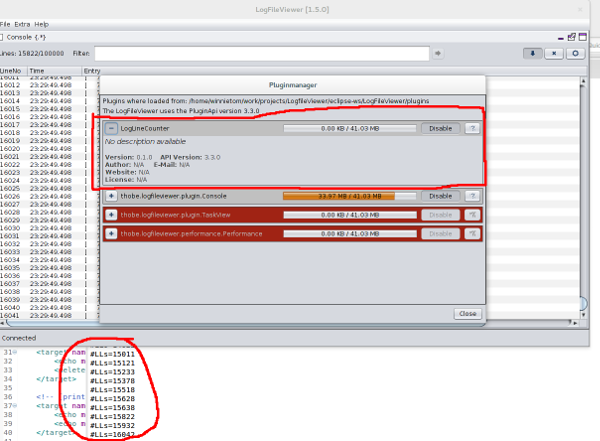 LogFileViewer [1.5.0]
File Extra Help
Console {.*}
Lines: 15822/100000 Filter:
LineNo Time Entry
16011 23:29:49.498
16012 23:29:49.498 |
16013 23:29:49.498 |
16014 23:29:49.498 |
16015 23:29:49.498 |
16016 23:29:49.498 |
16017 23:29:49.498 |
16018 23:29:49.498 |
16019 23:29:49.498 |
16020 23:29:49.498 |
16021 23:29:49.498 |
16022 23:29:49.498 |
16023 23:29:49.498 |
16024 23:29:49.498 |
16025 23:29:49.498 |
16026 23:29:49.498 |
16027 23:29:49.498 |
16028 23:29:49.498 |
16029 23:29:49.498 |
16030 23:29:49.498 |
16031 23:29:49.498 |
16032 23:29:49.498 |
16033 23:29:49.498 |
16034 23:29:49.498 |
16035 23:29:49.498 |
16036 23:29:49.498 |
16037 23:29:49.498 |
16038 23:29:49.498 |
16039 23:29:49.498 |
16040 23:29:49.498 |
16041 23:29:49.498 |
Pluginmanager
Plugins where loaded from: /home/winnietom/work/projects/Logfileviewer/eclipse-ws/LogFileViewer/plugins
The LogFileViewer uses the PluginApi version 3.3.0
− LogLineCounter 0.00 KB / 41.03 MB Disable ?
No description available
Version: 0.1.0 API Version: 3.3.0
Author: N/A E-Mail: N/A
Website: N/A
License: N/A
+ thobe.logfileviewer.plugin.Console 33.97 MB / 41.03 MB Disable ?
+ thobe.logfileviewer.plugin.TaskView 0.00 KB / 41.03 MB Disable
+ thobe.logfileviewer.performance.Performance 0.00 KB / 41.03 MB Disable
Close
Connected
31 <target nam #LLs=15011
32 <echo m #LLs=15121
33 <delete #LLs=15233
34 </target> #LLs=15378
35 #LLs=15518
36 <!-- print #LLs=15628
37 <target nam #LLs=15638
38 <echo m #LLs=15822
39 <echo m #LLs=15932
40 </target> #LLs=16042